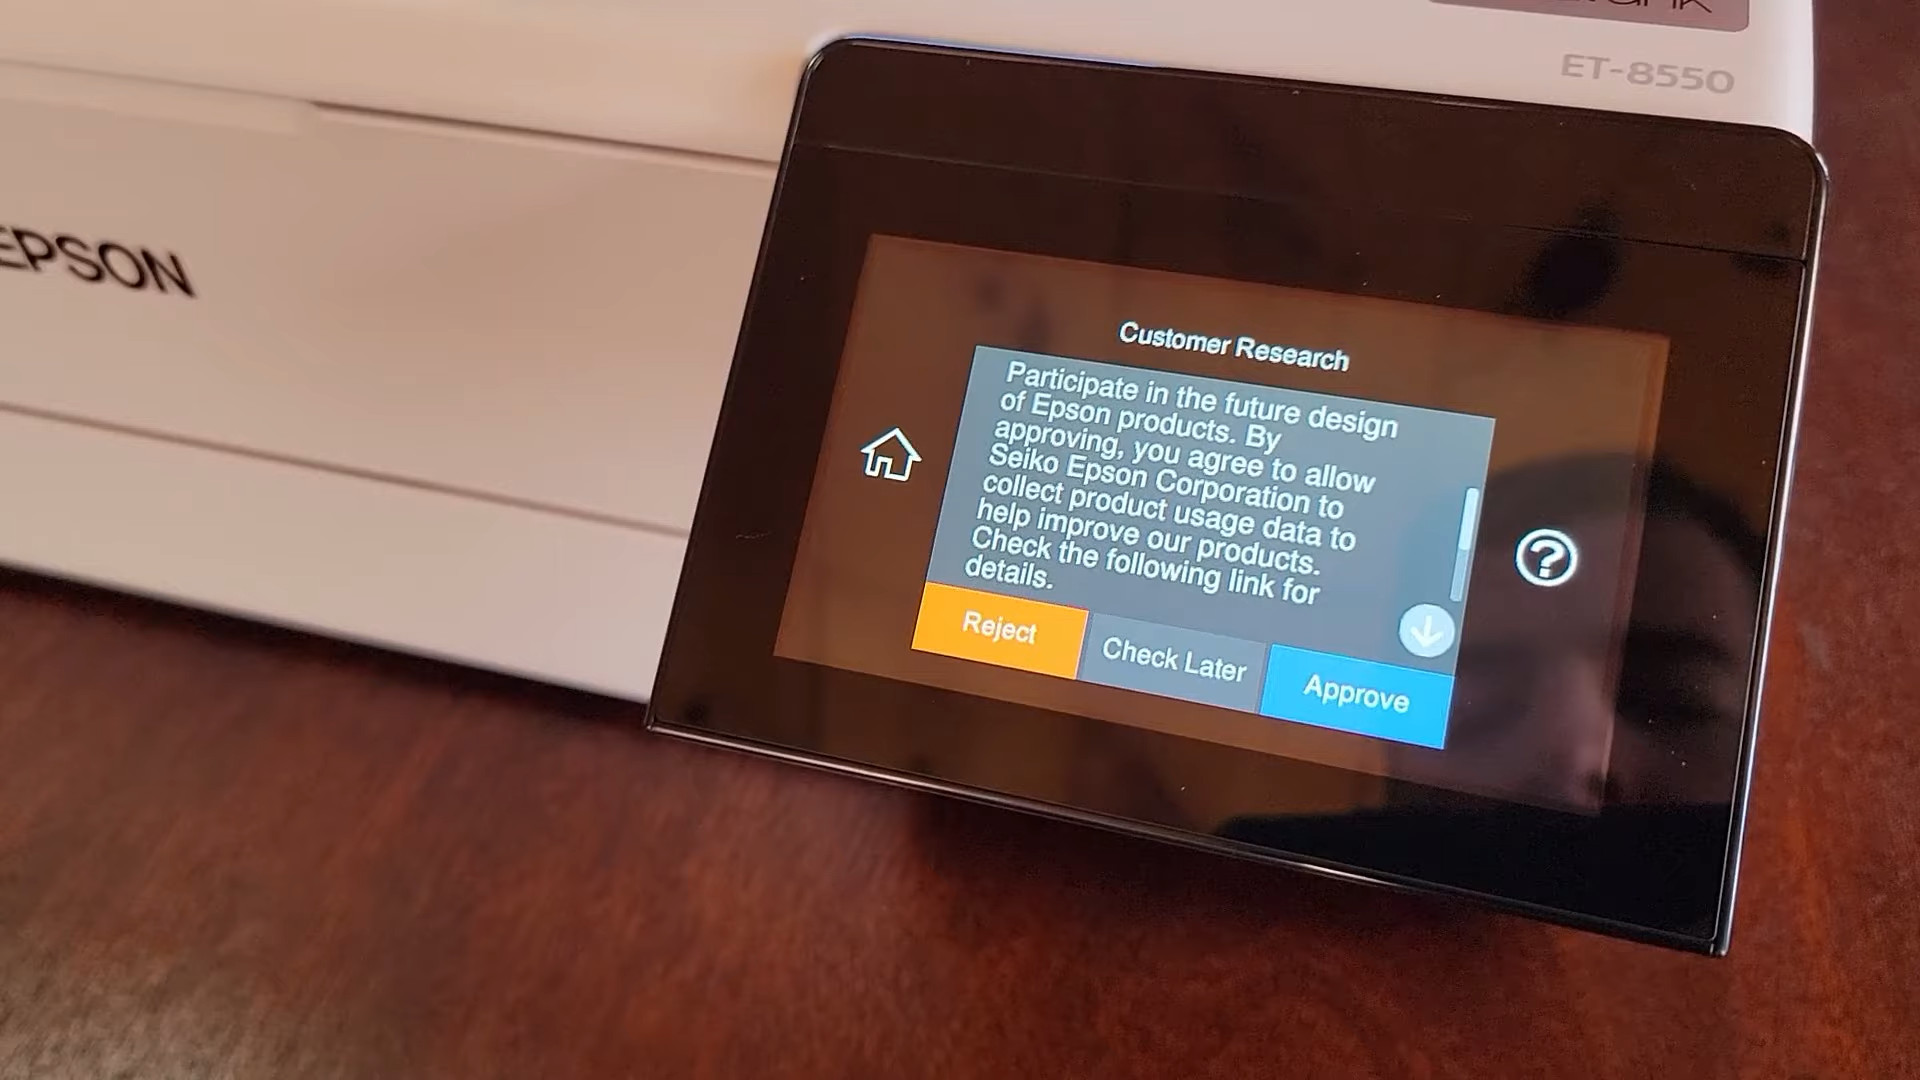 ET-8550
EPSON
Customer Research
Participate in the future design
of Epson products. By
approving, you agree to allow
Seiko Epson Corporation to
collect product usage data to
help improve our products.
Check the following link for
details.
Reject
Check Later
Approve